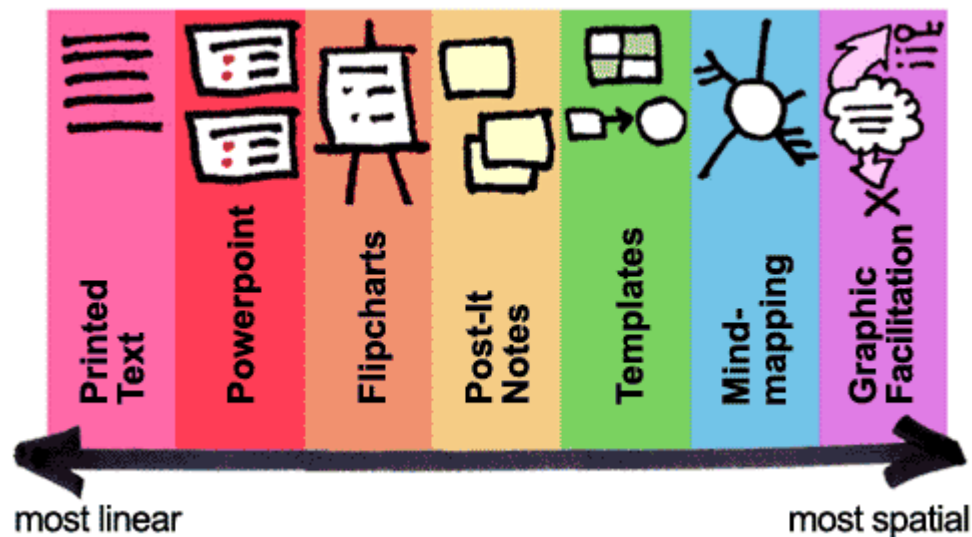 Printed
Text
Powerpoint
Flipcharts
Post-It
Notes
Templates
Mind-
mapping
Graphic
Facilitation
most linear
most spatial